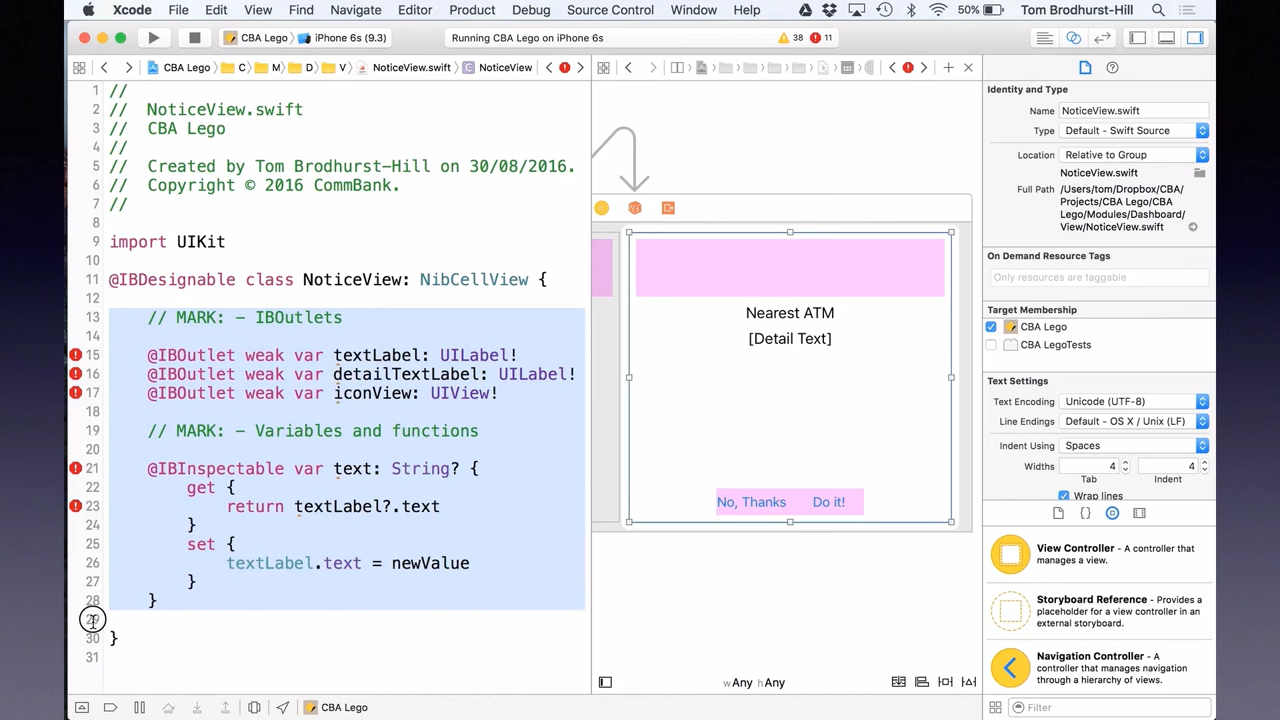 Xcode File Edit View Find Navigate Editor Product Debug Source Control Window Help 50% Tom Brodhurst-Hill
CBA Lego iPhone 6s (9.3) Running CBA Lego on iPhone 6s 38 11
CBA Lego C M D V NoticeView.swift NoticeView
1 //
2 // NoticeView.swift
3 // CBA Lego
4 //
5 // Created by Tom Brodhurst-Hill on 30/08/2016.
6 // Copyright © 2016 CommBank.
7 //
8
9 import UIKit
10
11 @IBDesignable class NoticeView: NibCellView {
12
13 // MARK: - IBOutlets
14
15 @IBOutlet weak var textLabel: UILabel!
16 @IBOutlet weak var detailTextLabel: UILabel!
17 @IBOutlet weak var iconView: UIView!
18
19 // MARK: - Variables and functions
20
21 @IBInspectable var text: String? {
22 get {
23 return textLabel?.text
24 }
25 set {
26 textLabel.text = newValue
27 }
28 }
29
30 }
31
CBA Lego
Nearest ATM
[Detail Text]
No, Thanks Do it!
wAny hAny
Identity and Type
Name NoticeView.swift
Type Default - Swift Source
Location Relative to Group
NoticeView.swift
Full Path /Users/tom/Dropbox/CBA/
Projects/CBA Lego/CBA
Lego/Modules/Dashboard/
View/NoticeView.swift
On Demand Resource Tags
Only resources are taggable
Target Membership
CBA Lego
CBA LegoTests
Text Settings
Text Encoding Unicode (UTF-8)
Line Endings Default - OS X / Unix (LF)
Indent Using Spaces
Widths 4 4
Tab Indent
Wrap lines
View Controller - A controller that
manages a view.
Storyboard Reference - Provides a
placeholder for a view controller in an
external storyboard.
Navigation Controller - A
controller that manages navigation
through a hierarchy of views.
Filter